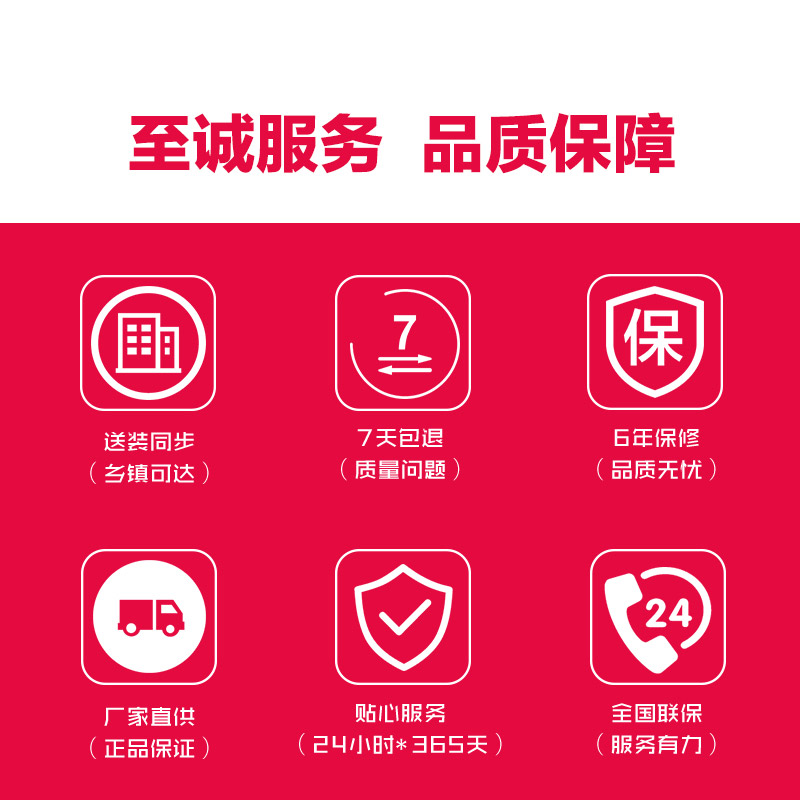 至诚服务 品质保障
7
保
送装同步
（乡镇可达）
7天包退
（质量问题）
6年保修
（品质无忧）
24
厂家直供
（正品保证）
贴心服务
（24小时*365天）
全国联保
（服务有力）